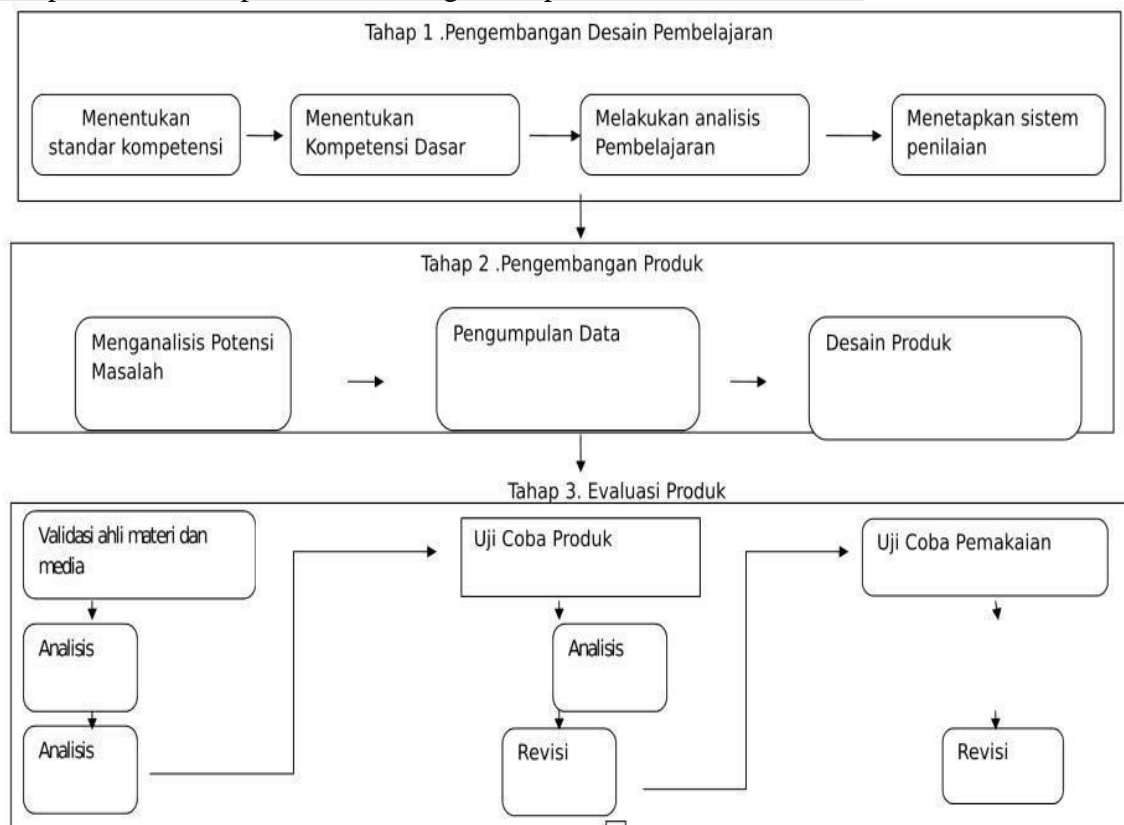 Tahap 1 .Pengembangan Desain Pembelajaran
Menentukan
standar kompetensi
Menentukan
Kompetensi Dasar
Melakukan analisis
Pembelajaran
Menetapkan sistem
penilaian
Tahap 2 .Pengembangan Produk
Menganalisis Potensi
Masalah
Pengumpulan Data
Desain Produk
Tahap 3. Evaluasi Produk
Validasi ahli materi dan
media
Uji Coba Produk
Uji Coba Pemakaian
Analisis
Analisis
Analisis
Revisi
Revisi